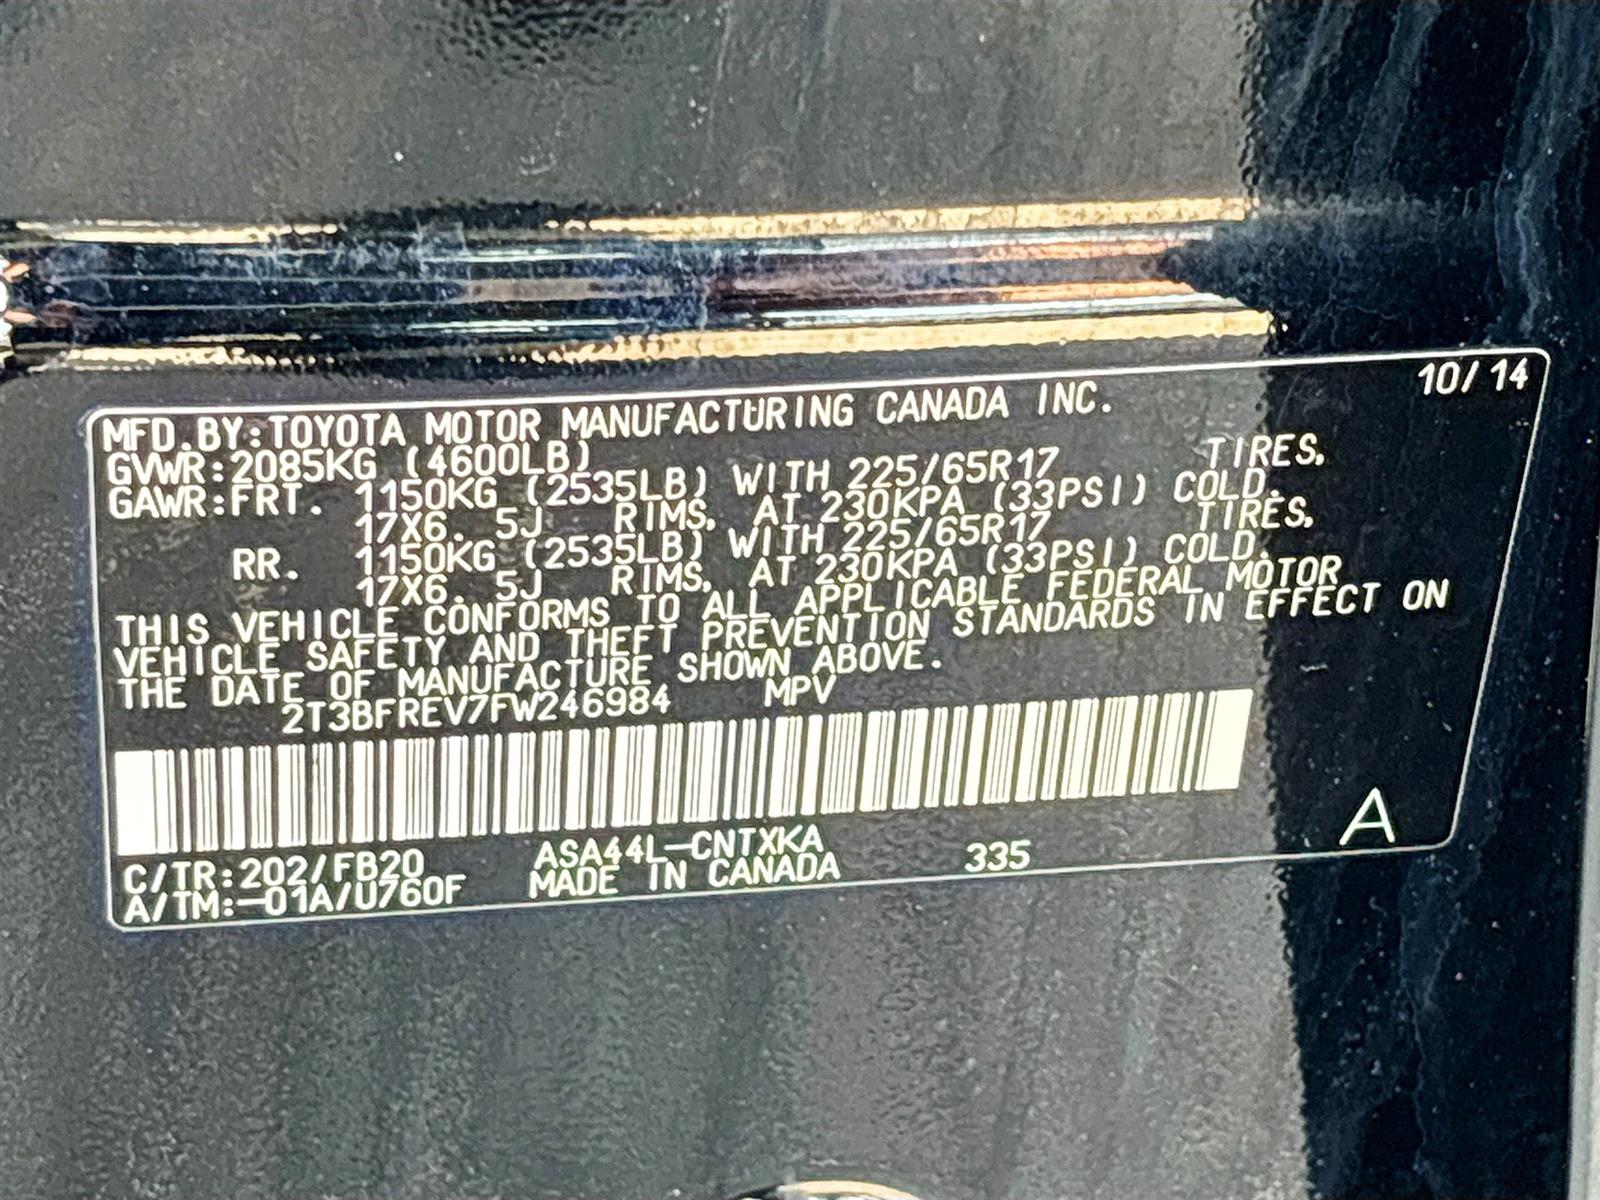 10/14
MFD.BY:TOYOTA MOTOR MANUFACTURING CANADA INC.
GVWR:2085KG (4600LB)
GAWR:FRT. 1150KG (2535LB) WITH 225/65R17 TIRES,
17X6. 5J RIMS, AT 230KPA (33PSI) COLD.
RR. 1150KG (2535LB) WITH 225/65R17 TIRES,
17X6. 5J RIMS, AT 230KPA (33PSI) COLD.
THIS VEHICLE CONFORMS TO ALL APPLICABLE FEDERAL MOTOR
VEHICLE SAFETY AND THEFT PREVENTION STANDARDS IN EFFECT ON
THE DATE OF MANUFACTURE SHOWN ABOVE.
2T3BFREV7FW246984 MPV
C/TR:202/FB20 ASA44L-CNTXKA 335 A
A/TM:-01A/U760F MADE IN CANADA